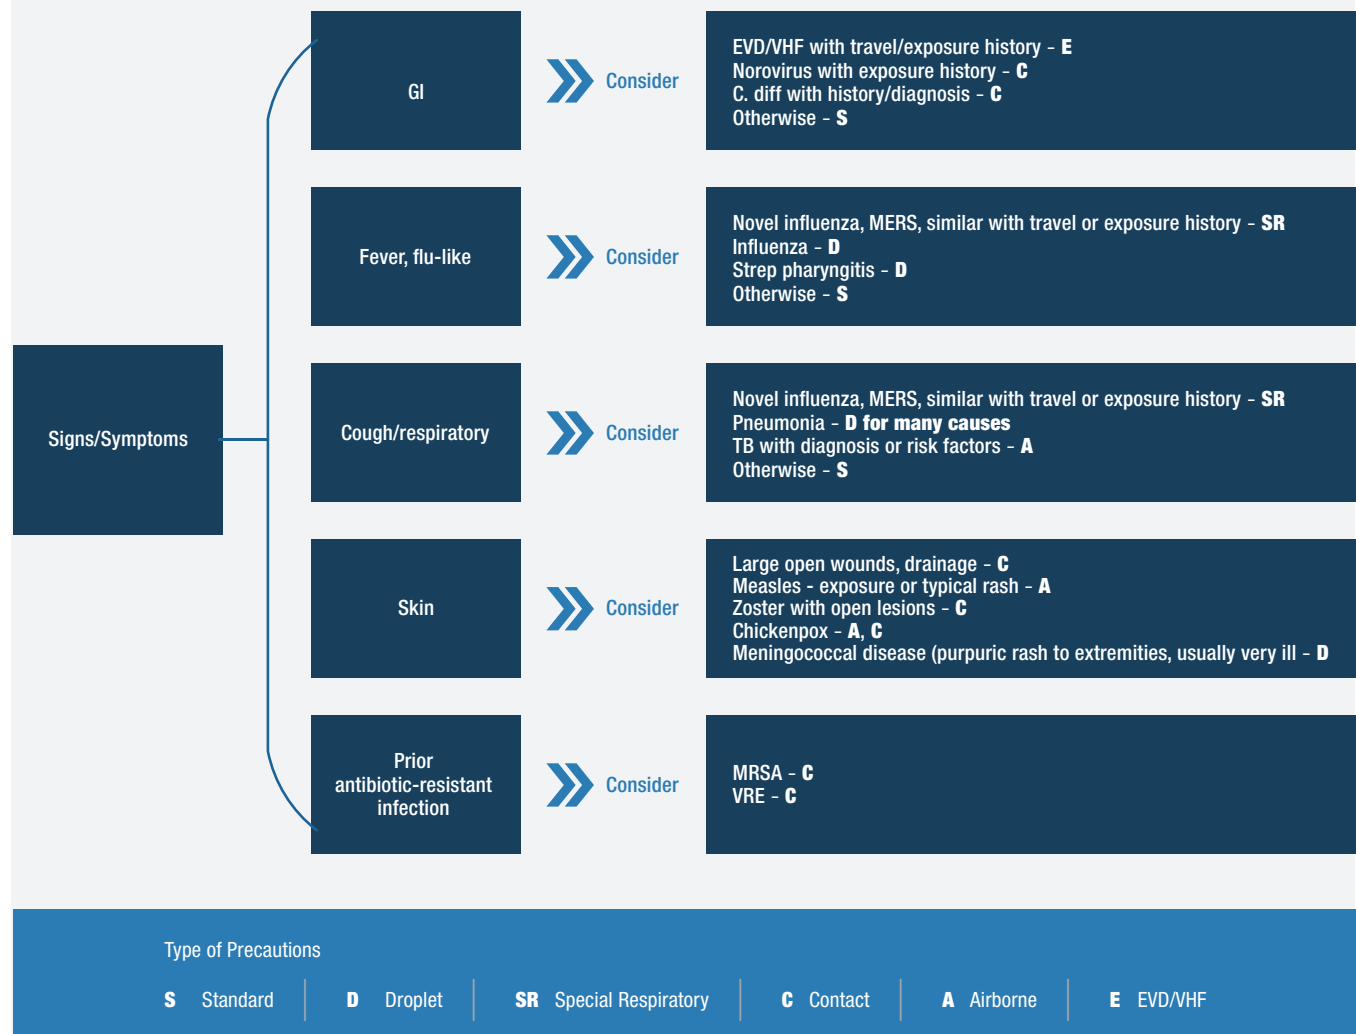 Signs/Symptoms
GI
Consider
EVD/VHF with travel/exposure history - E
Norovirus with exposure history - C
C. diff with history/diagnosis - C
Otherwise - S
Fever, flu-like
Consider
Novel influenza, MERS, similar with travel or exposure history - SR
Influenza - D
Strep pharyngitis - D
Otherwise - S
Cough/respiratory
Consider
Novel influenza, MERS, similar with travel or exposure history - SR
Pneumonia - D for many causes
TB with diagnosis or risk factors - A
Otherwise - S
Skin
Consider
Large open wounds, drainage - C
Measles - exposure or typical rash - A
Zoster with open lesions - C
Chickenpox - A, C
Meningococcal disease (purpuric rash to extremities, usually very ill - D
Prior
antibiotic-resistant
infection
Consider
MRSA - C
VRE - C
Type of Precautions
S Standard
D Droplet
SR Special Respiratory
C Contact
A Airborne
E EVD/VHF